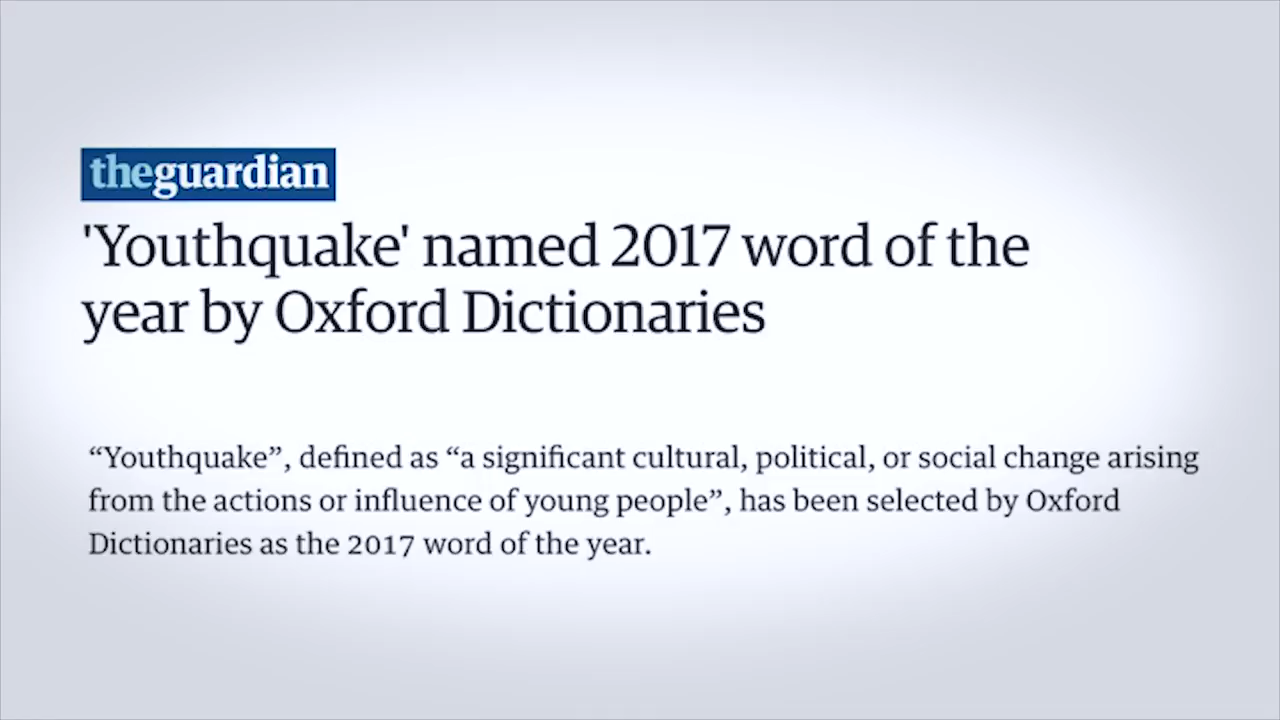 theguardian
'Youthquake' named 2017 word of the
year by Oxford Dictionaries
“Youthquake”, defined as “a significant cultural, political, or social change arising
from the actions or influence of young people”, has been selected by Oxford
Dictionaries as the 2017 word of the year.